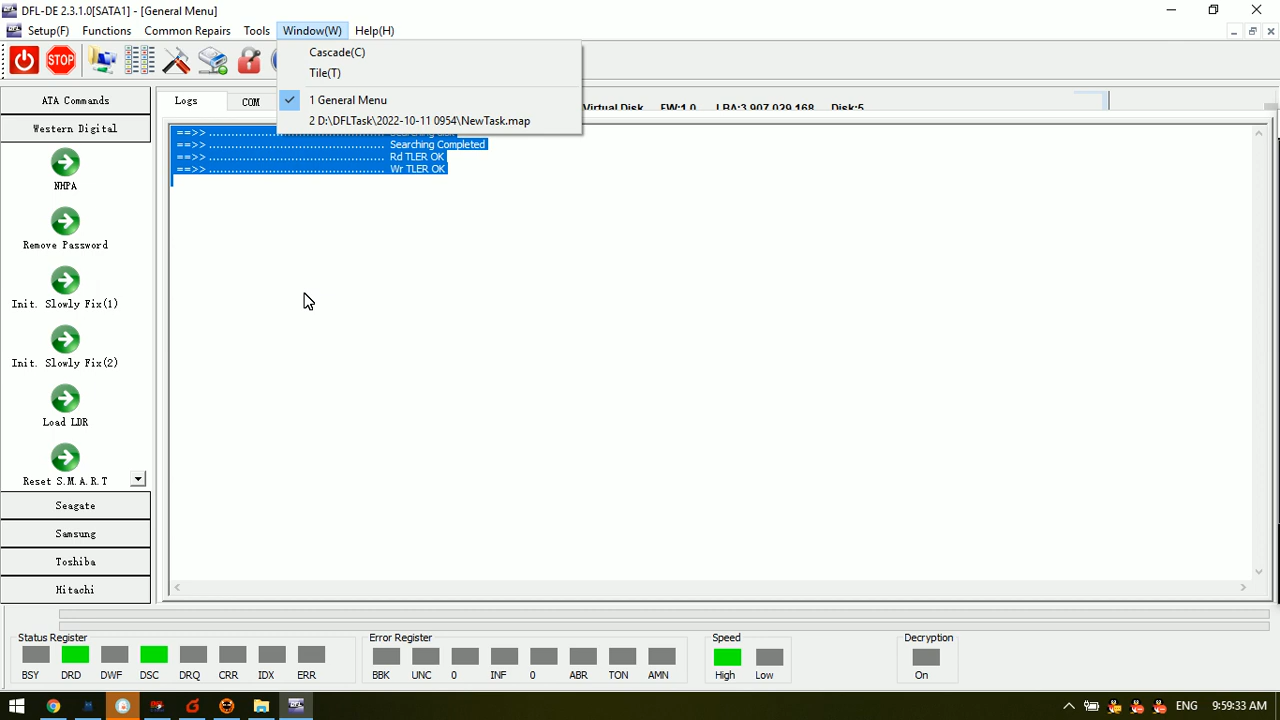 DFL-DE 2.3.1.0[SATA1] - [General Menu]
Setup(F) Functions Common Repairs Tools Window(W) Help(H)
STOP
Cascade(C)
Tile(T)
1 General Menu
2 D:\DFLTask\2022-10-11 0954\NewTask.map
ATA Commands
Western Digital
NHPA
Remove Password
Init. Slowly Fix(1)
Init. Slowly Fix(2)
Load LDR
Reset S.M.A.R.T
Seagate
Samsung
Toshiba
Hitachi
Logs COM
Virtual Disk FW:1.0 LBA:3,907,029,168 Disk:5
==>> ...............................................
==>> ............................................... Searching Completed
==>> ............................................... Rd TLER OK
==>> ............................................... Wr TLER OK
Status Register
BSY DRD DWF DSC DRQ CRR IDX ERR
Error Register
BBK UNC 0 INF 0 ABR TON AMN
Speed
High Low
Decryption
On
ENG 9:59:33 AM